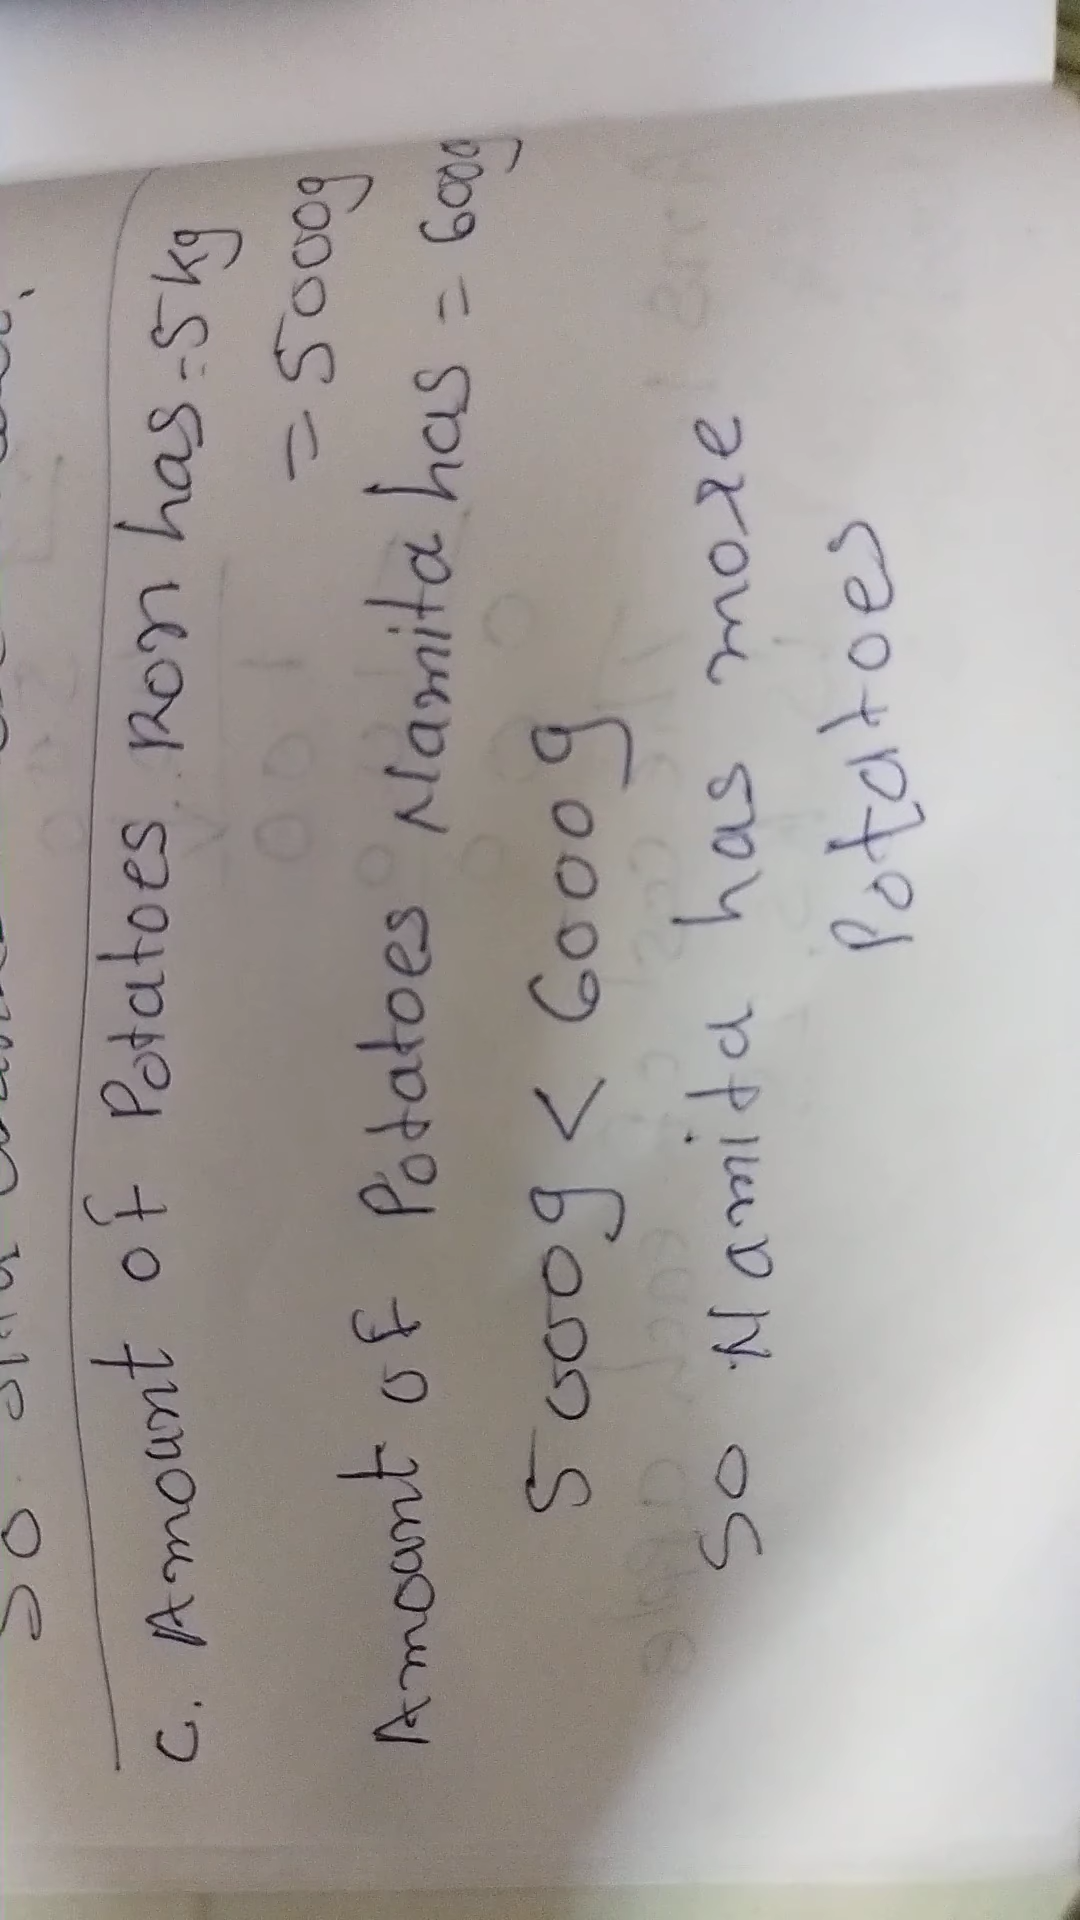 C. Amount of Potatoes Ron has = 5 kg
= 5000g
Amount of Potatoes Namita has = 6000g
5000g < 6000g
So Namita has more
Potatoes